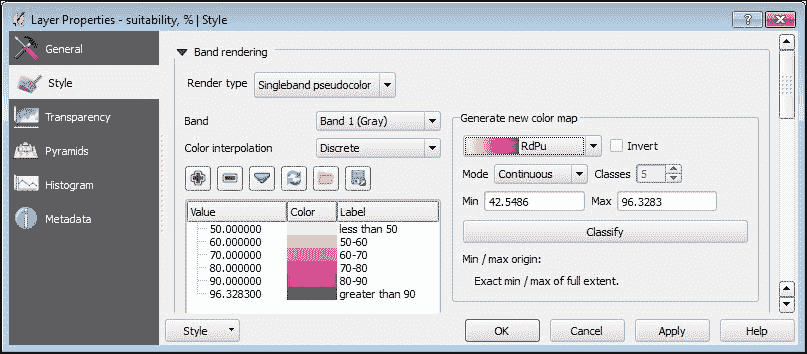 Layer Properties - suitability, % | Style
General
Style
Transparency
Pyramids
Histogram
Metadata
Band rendering
Render type Singleband pseudocolor
Band Band 1 (Gray)
Color interpolation Discrete
Value Color Label
50.000000 less than 50
60.000000 50-60
70.000000 60-70
80.000000 70-80
90.000000 80-90
96.328300 greater than 90
Generate new color map
RdPu Invert
Mode Continuous Classes 5
Min 42.5486 Max 96.3283
Classify
Min / max origin:
Exact min / max of full extent.
Style OK Cancel Apply Help